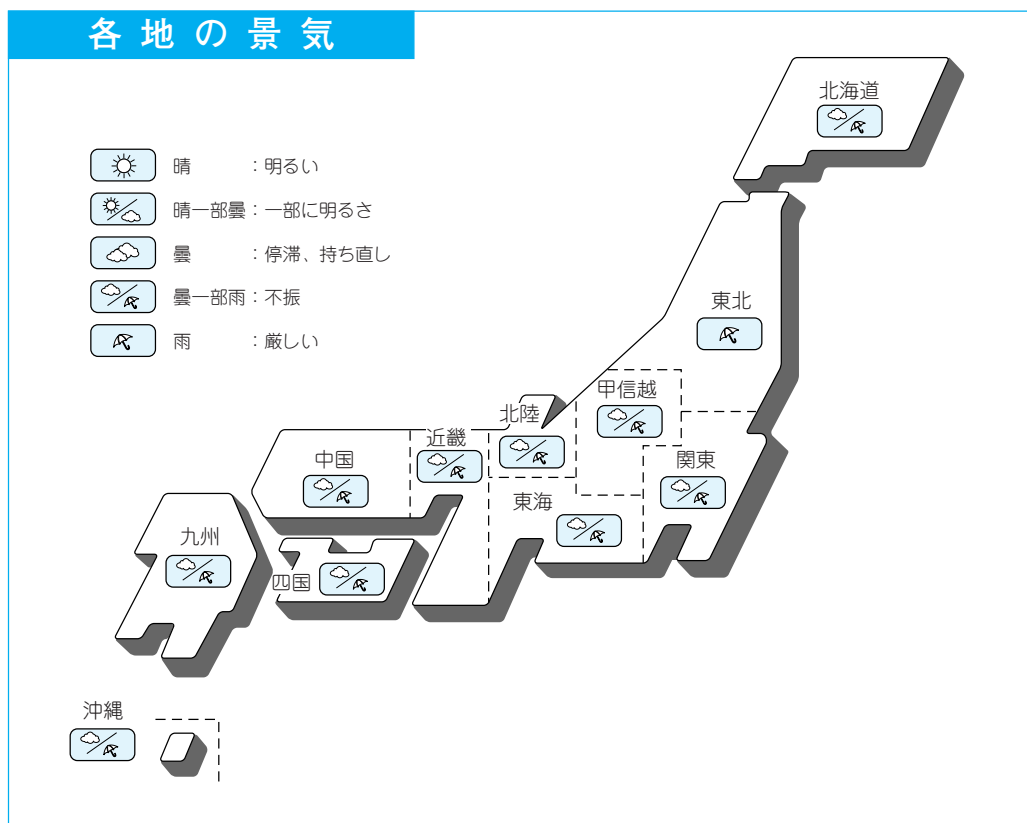 各地の景気
北海道
晴 ：明るい
晴一部曇：一部に明るさ
曇 ：停滞、持ち直し
曇一部雨：不振
雨 ：厳しい
東北
甲信越
北陸
近畿
中国
関東
東海
九州
四国
沖縄